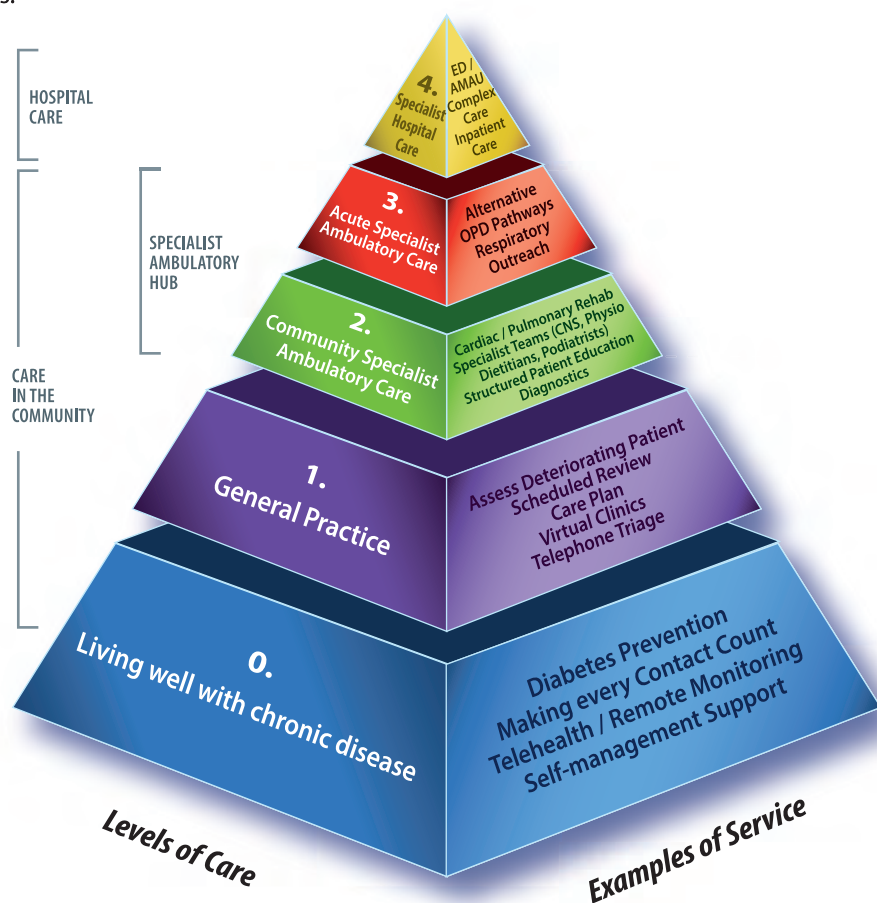 HOSPITAL
CARE
SPECIALIST
AMBULATORY
HUB
CARE
IN THE
COMMUNITY
4.
Specialist
Hospital
Care
ED /
AMAU
Complex
Care
Inpatient
Care
3.
Acute Specialist
Ambulatory Care
Alternative
OPD Pathways
Respiratory
Outreach
2.
Community Specialist
Ambulatory Care
Cardiac / Pulmonary Rehab
Specialist Teams (CNS, Physio
Dietitians, Podiatrists)
Structured Patient Education
Diagnostics
1.
General Practice
Assess Deteriorating Patient
Scheduled Review
Care Plan
Virtual Clinics
Telephone Triage
0.
Living well with chronic disease
Diabetes Prevention
Making every Contact Count
Telehealth / Remote Monitoring
Self-management Support
Levels of Care
Examples of Service